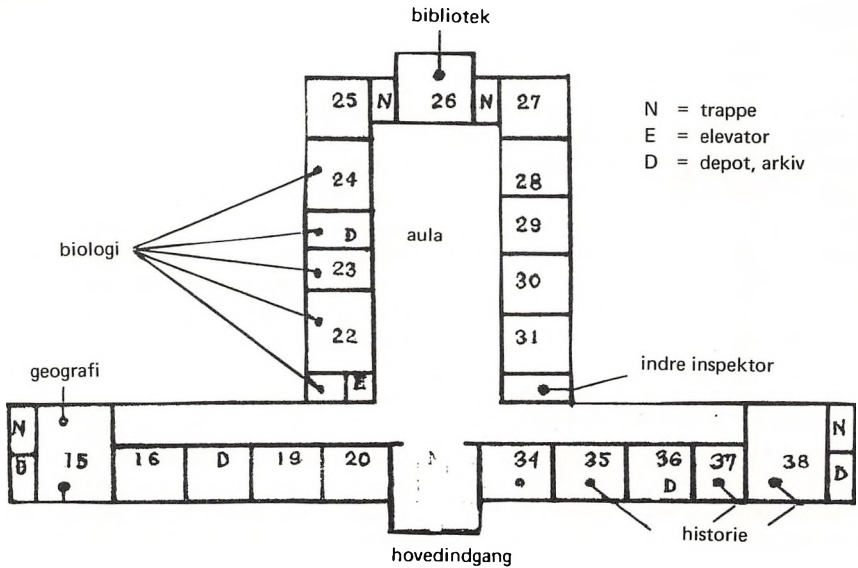 bibliotek
25 N 26 N 27
N = trappe
E = elevator
D = depot, arkiv
24 28
D aula 29
biologi
23 30
22 31
E
geografi indre inspektor
N N
15 16 D 19 20 34 35 36 37 38
D D
historie
hovedindgang